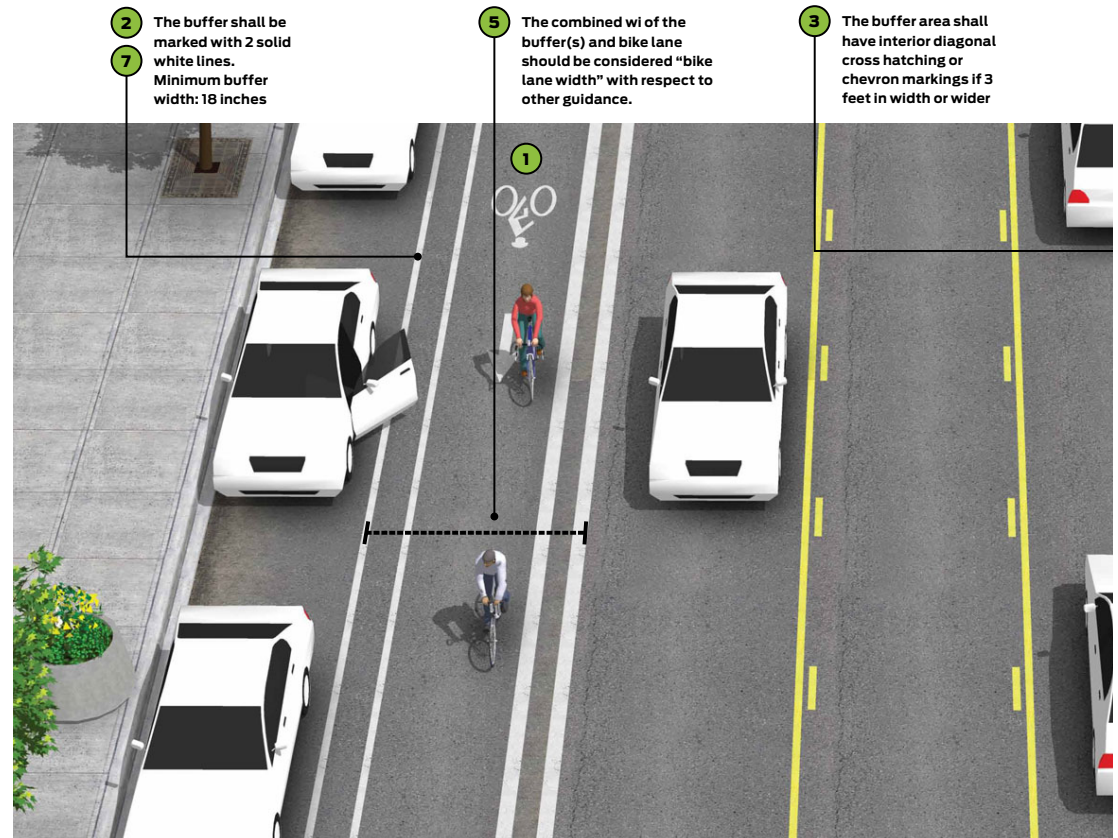 2
7
The buffer shall be
marked with 2 solid
white lines.
Minimum buffer
width: 18 inches
5
The combined wi of the
buffer(s) and bike lane
should be considered “bike
lane width” with respect to
other guidance.
3
The buffer area shall
have interior diagonal
cross hatching or
chevron markings if 3
feet in width or wider
1